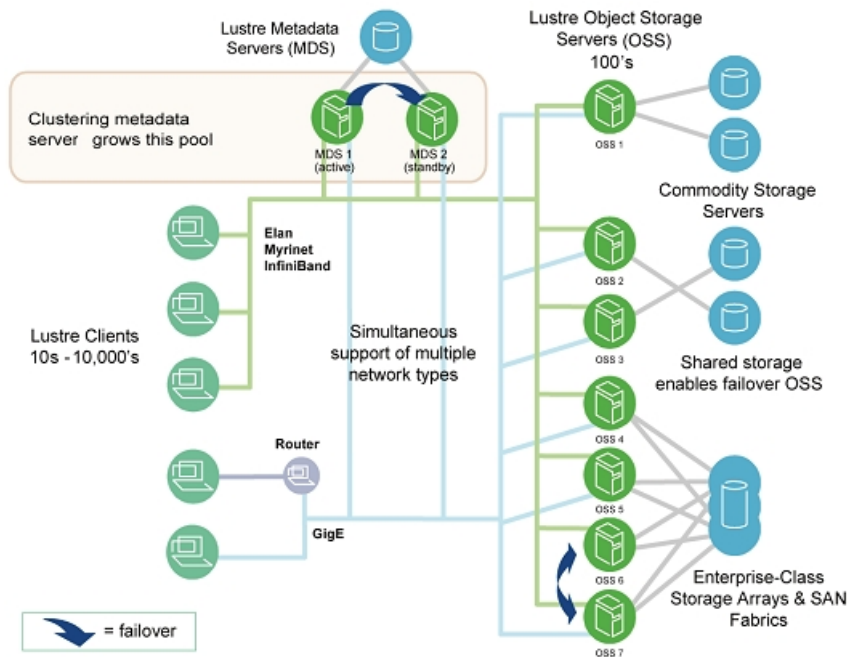 Lustre Metadata
Servers (MDS)
Lustre Object Storage
Servers (OSS)
100's
Clustering metadata
server grows this pool
MDS 1
(active)
MDS 2
(standby)
OSS 1
Commodity Storage
Servers
Elan
Myrinet
InfiniBand
OSS 2
Lustre Clients
10s - 10,000's
Simultaneous
support of multiple
network types
OSS 3
Shared storage
enables failover OSS
OSS 4
Router
OSS 5
GigE
OSS 6
Enterprise-Class
Storage Arrays & SAN
Fabrics
= failover
OSS 7